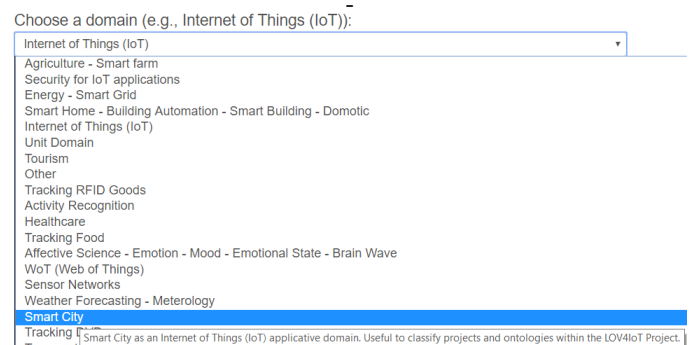 Choose a domain (e.g., Internet of Things (IoT)):
Internet of Things (IoT)
Agriculture - Smart farm
Security for IoT applications
Energy - Smart Grid
Smart Home - Building Automation - Smart Building - Domotic
Internet of Things (IoT)
Unit Domain
Tourism
Other
Tracking RFID Goods
Activity Recognition
Healthcare
Tracking Food
Affective Science - Emotion - Mood - Emotional State - Brain Wave
WoT (Web of Things)
Sensor Networks
Weather Forecasting - Meterology
Smart City
Tracking
Smart City as an Internet of Things (IoT) applicative domain. Useful to classify projects and ontologies within the LOV4IoT Project.